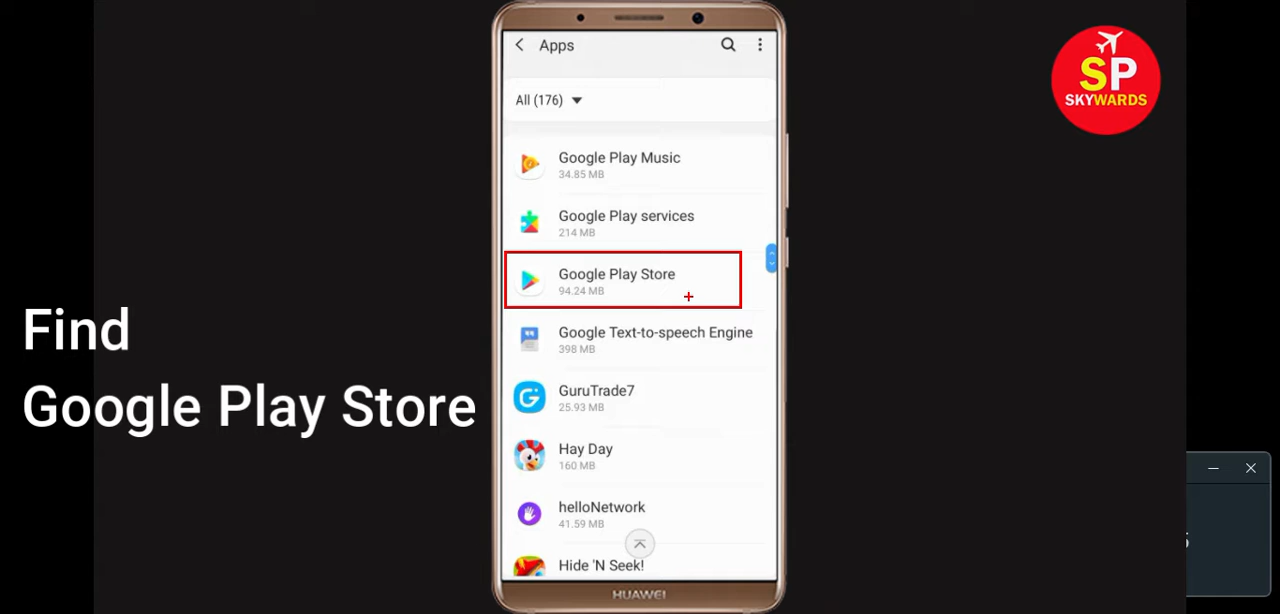 Apps
All (176)
Google Play Music
34.85 MB
Google Play services
214 MB
Google Play Store
94.24 MB
Google Text-to-speech Engine
398 MB
GuruTrade7
25.93 MB
Hay Day
160 MB
helloNetwork
41.59 MB
Hide 'N Seek!
HUAWEI
Find
Google Play Store
SP
SKYWARDS